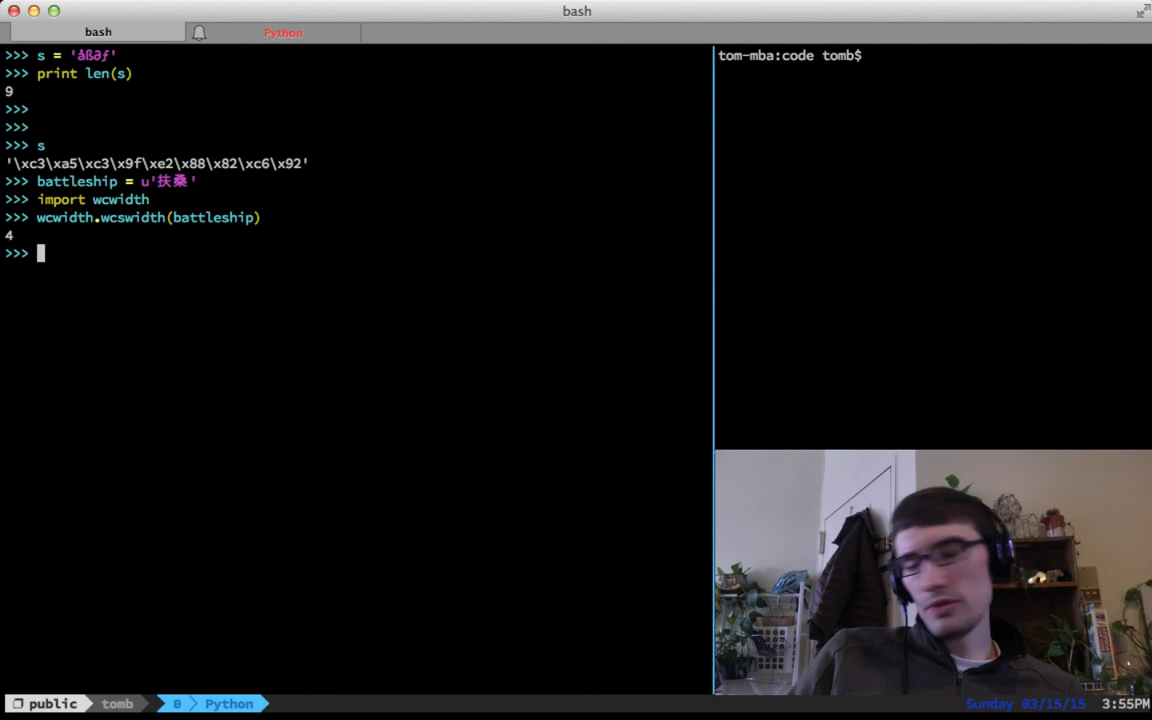 bash
bash
Python
>>> s = 'åß∂ƒ'
>>> print len(s)
9
>>>
>>>
>>> s
'\xc3\xa5\xc3\x9f\xe2\x88\x82\xc6\x92'
>>> battleship = u'扶桑'
>>> import wcwidth
>>> wcwidth.wcswidth(battleship)
4
>>>
tom-mba:code tomb$
public tomb 0 Python
Sunday 03/15/15 3:55PM